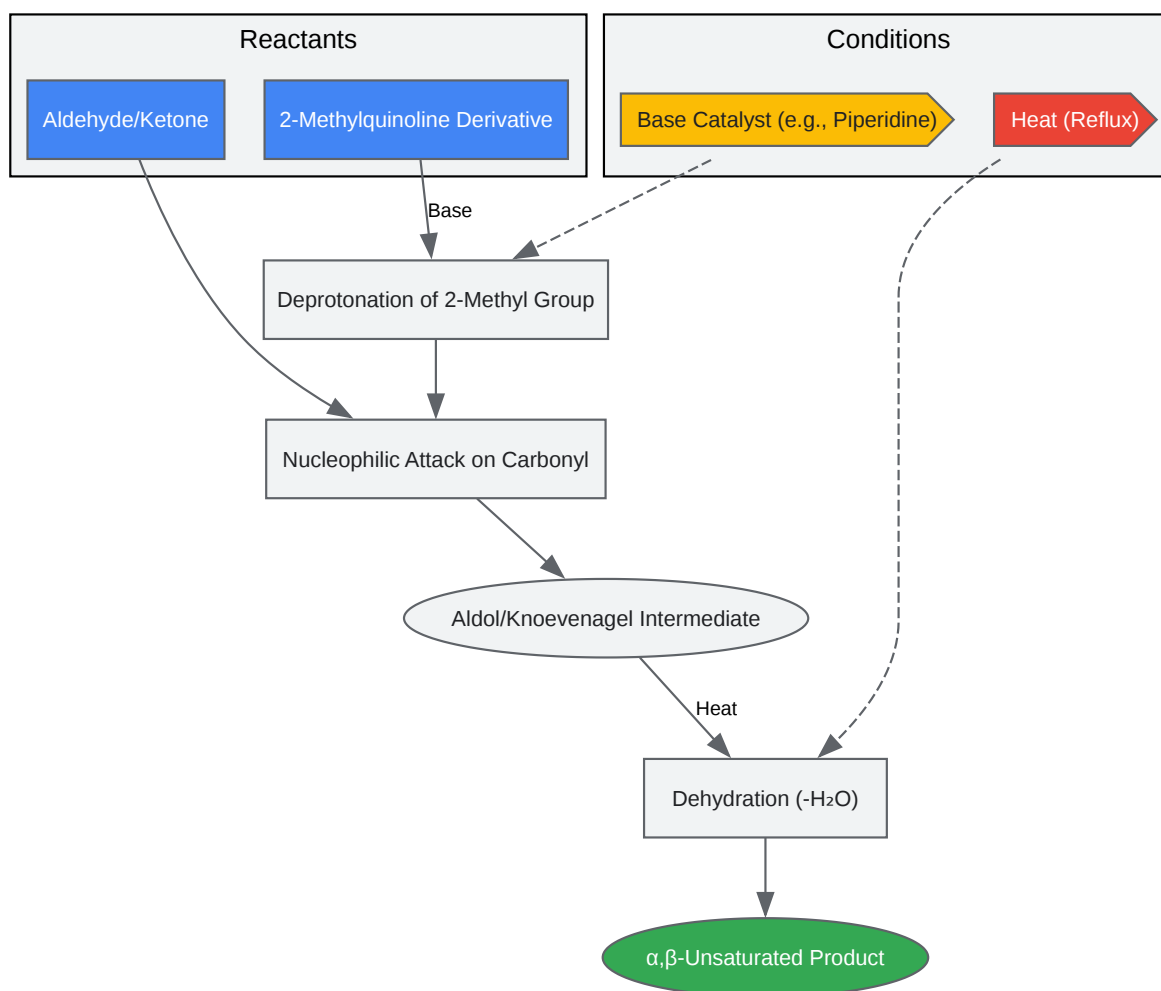 Reactants
Conditions
Aldehyde/Ketone
2-Methylquinoline Derivative
Base Catalyst (e.g., Piperidine)
Heat (Reflux)
Base
Deprotonation of 2-Methyl Group
Nucleophilic Attack on Carbonyl
Aldol/Knoevenagel Intermediate
Heat
Dehydration (-H₂O)
α,β-Unsaturated Product